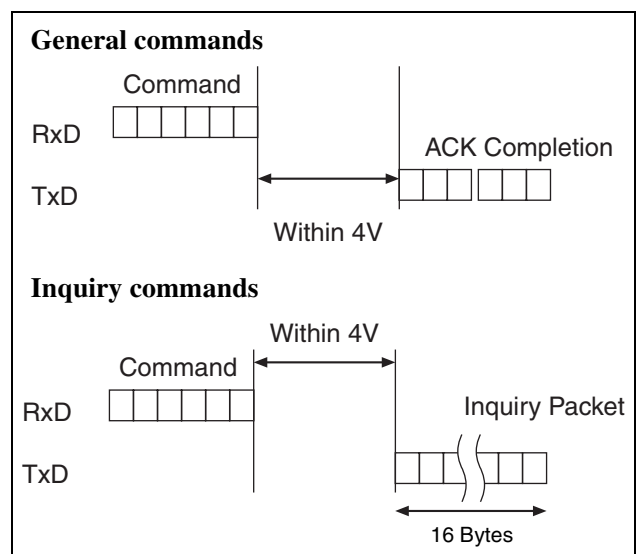 General commands
Command
RxD
ACK Completion
TxD
Within 4V
Inquiry commands
Within 4V
Command
RxD
Inquiry Packet
TxD
16 Bytes